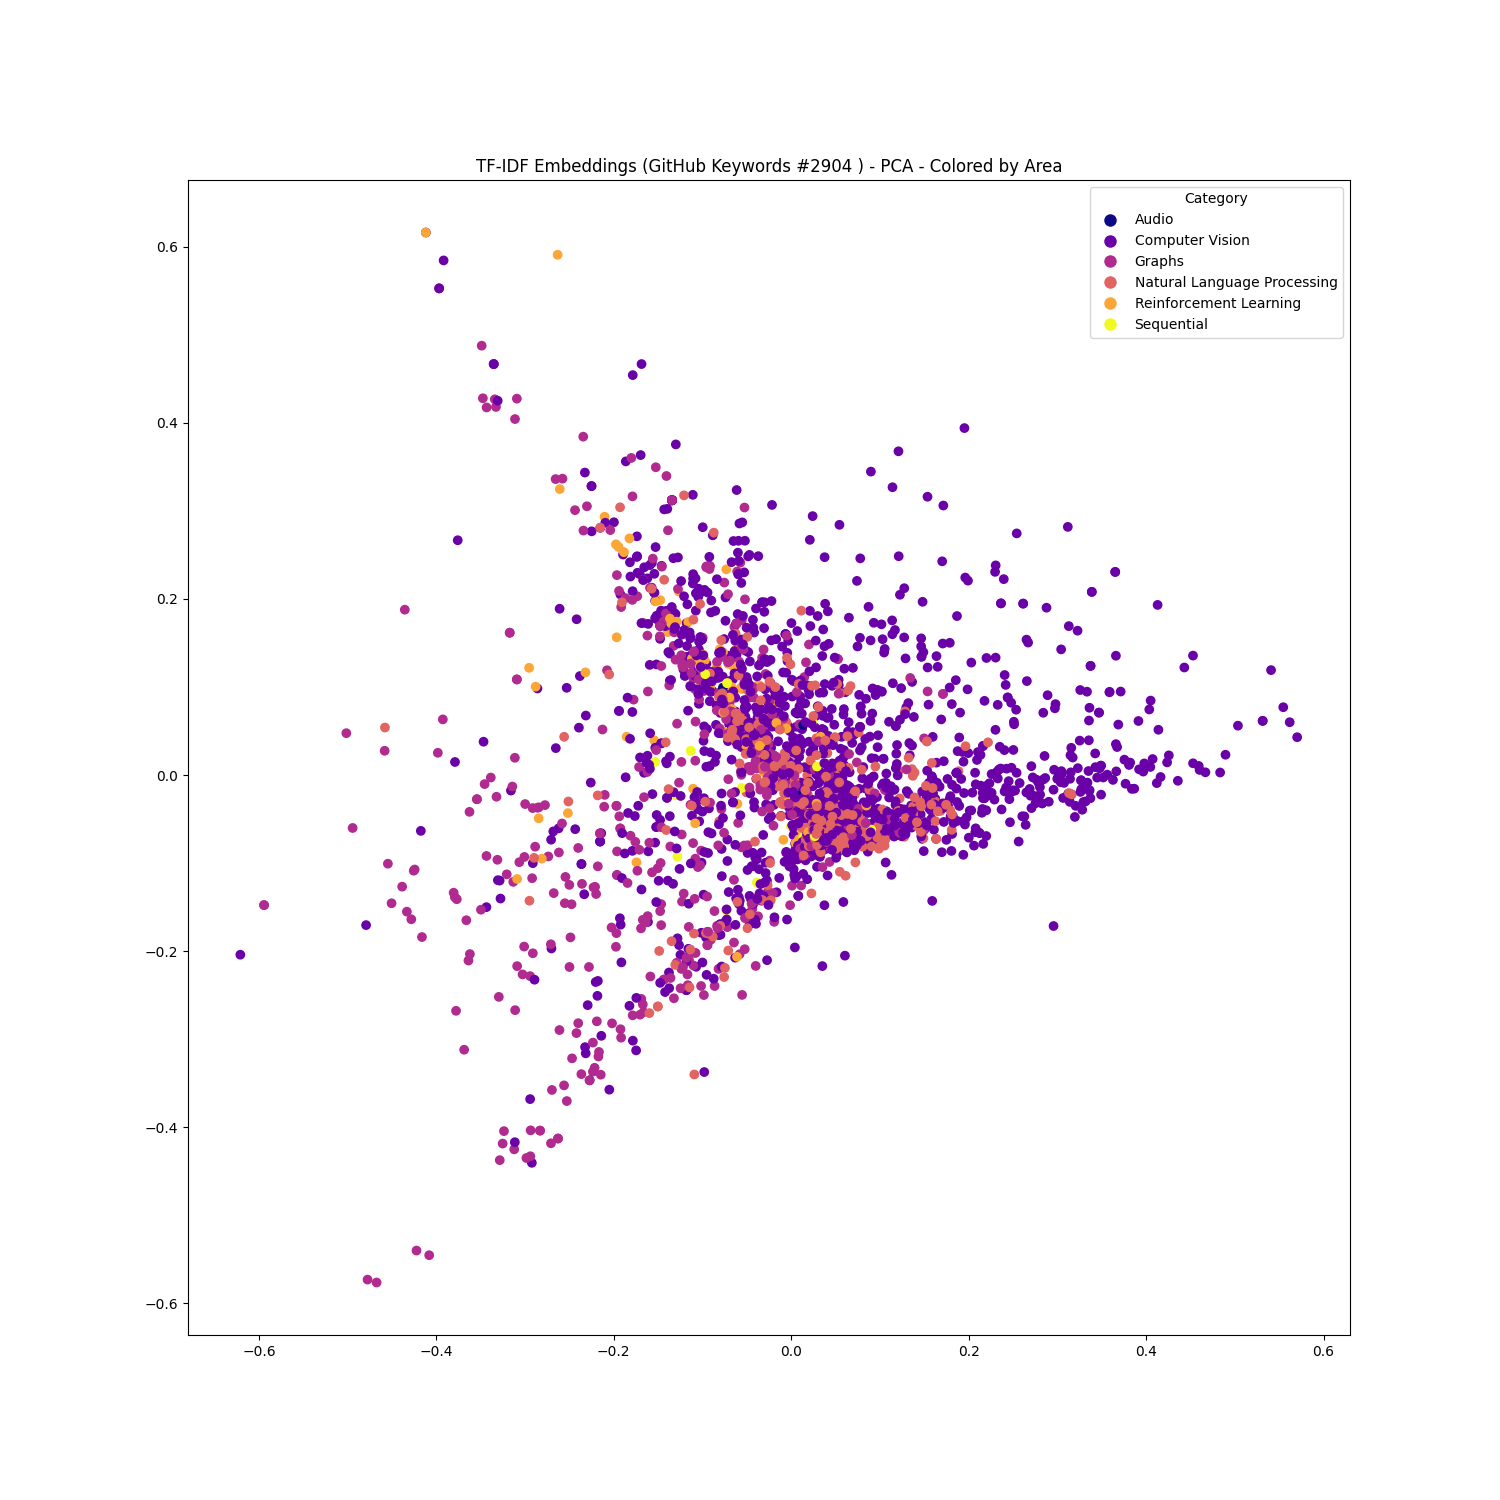 TF-IDF Embeddings (GitHub Keywords #2904 ) - PCA - Colored by Area
Category
Audio
Computer Vision
Graphs
Natural Language Processing
Reinforcement Learning
Sequential
0.6
0.4
0.2
0.0
−0.2
−0.4
−0.6
−0.6
−0.4
−0.2
0.0
0.2
0.4
0.6